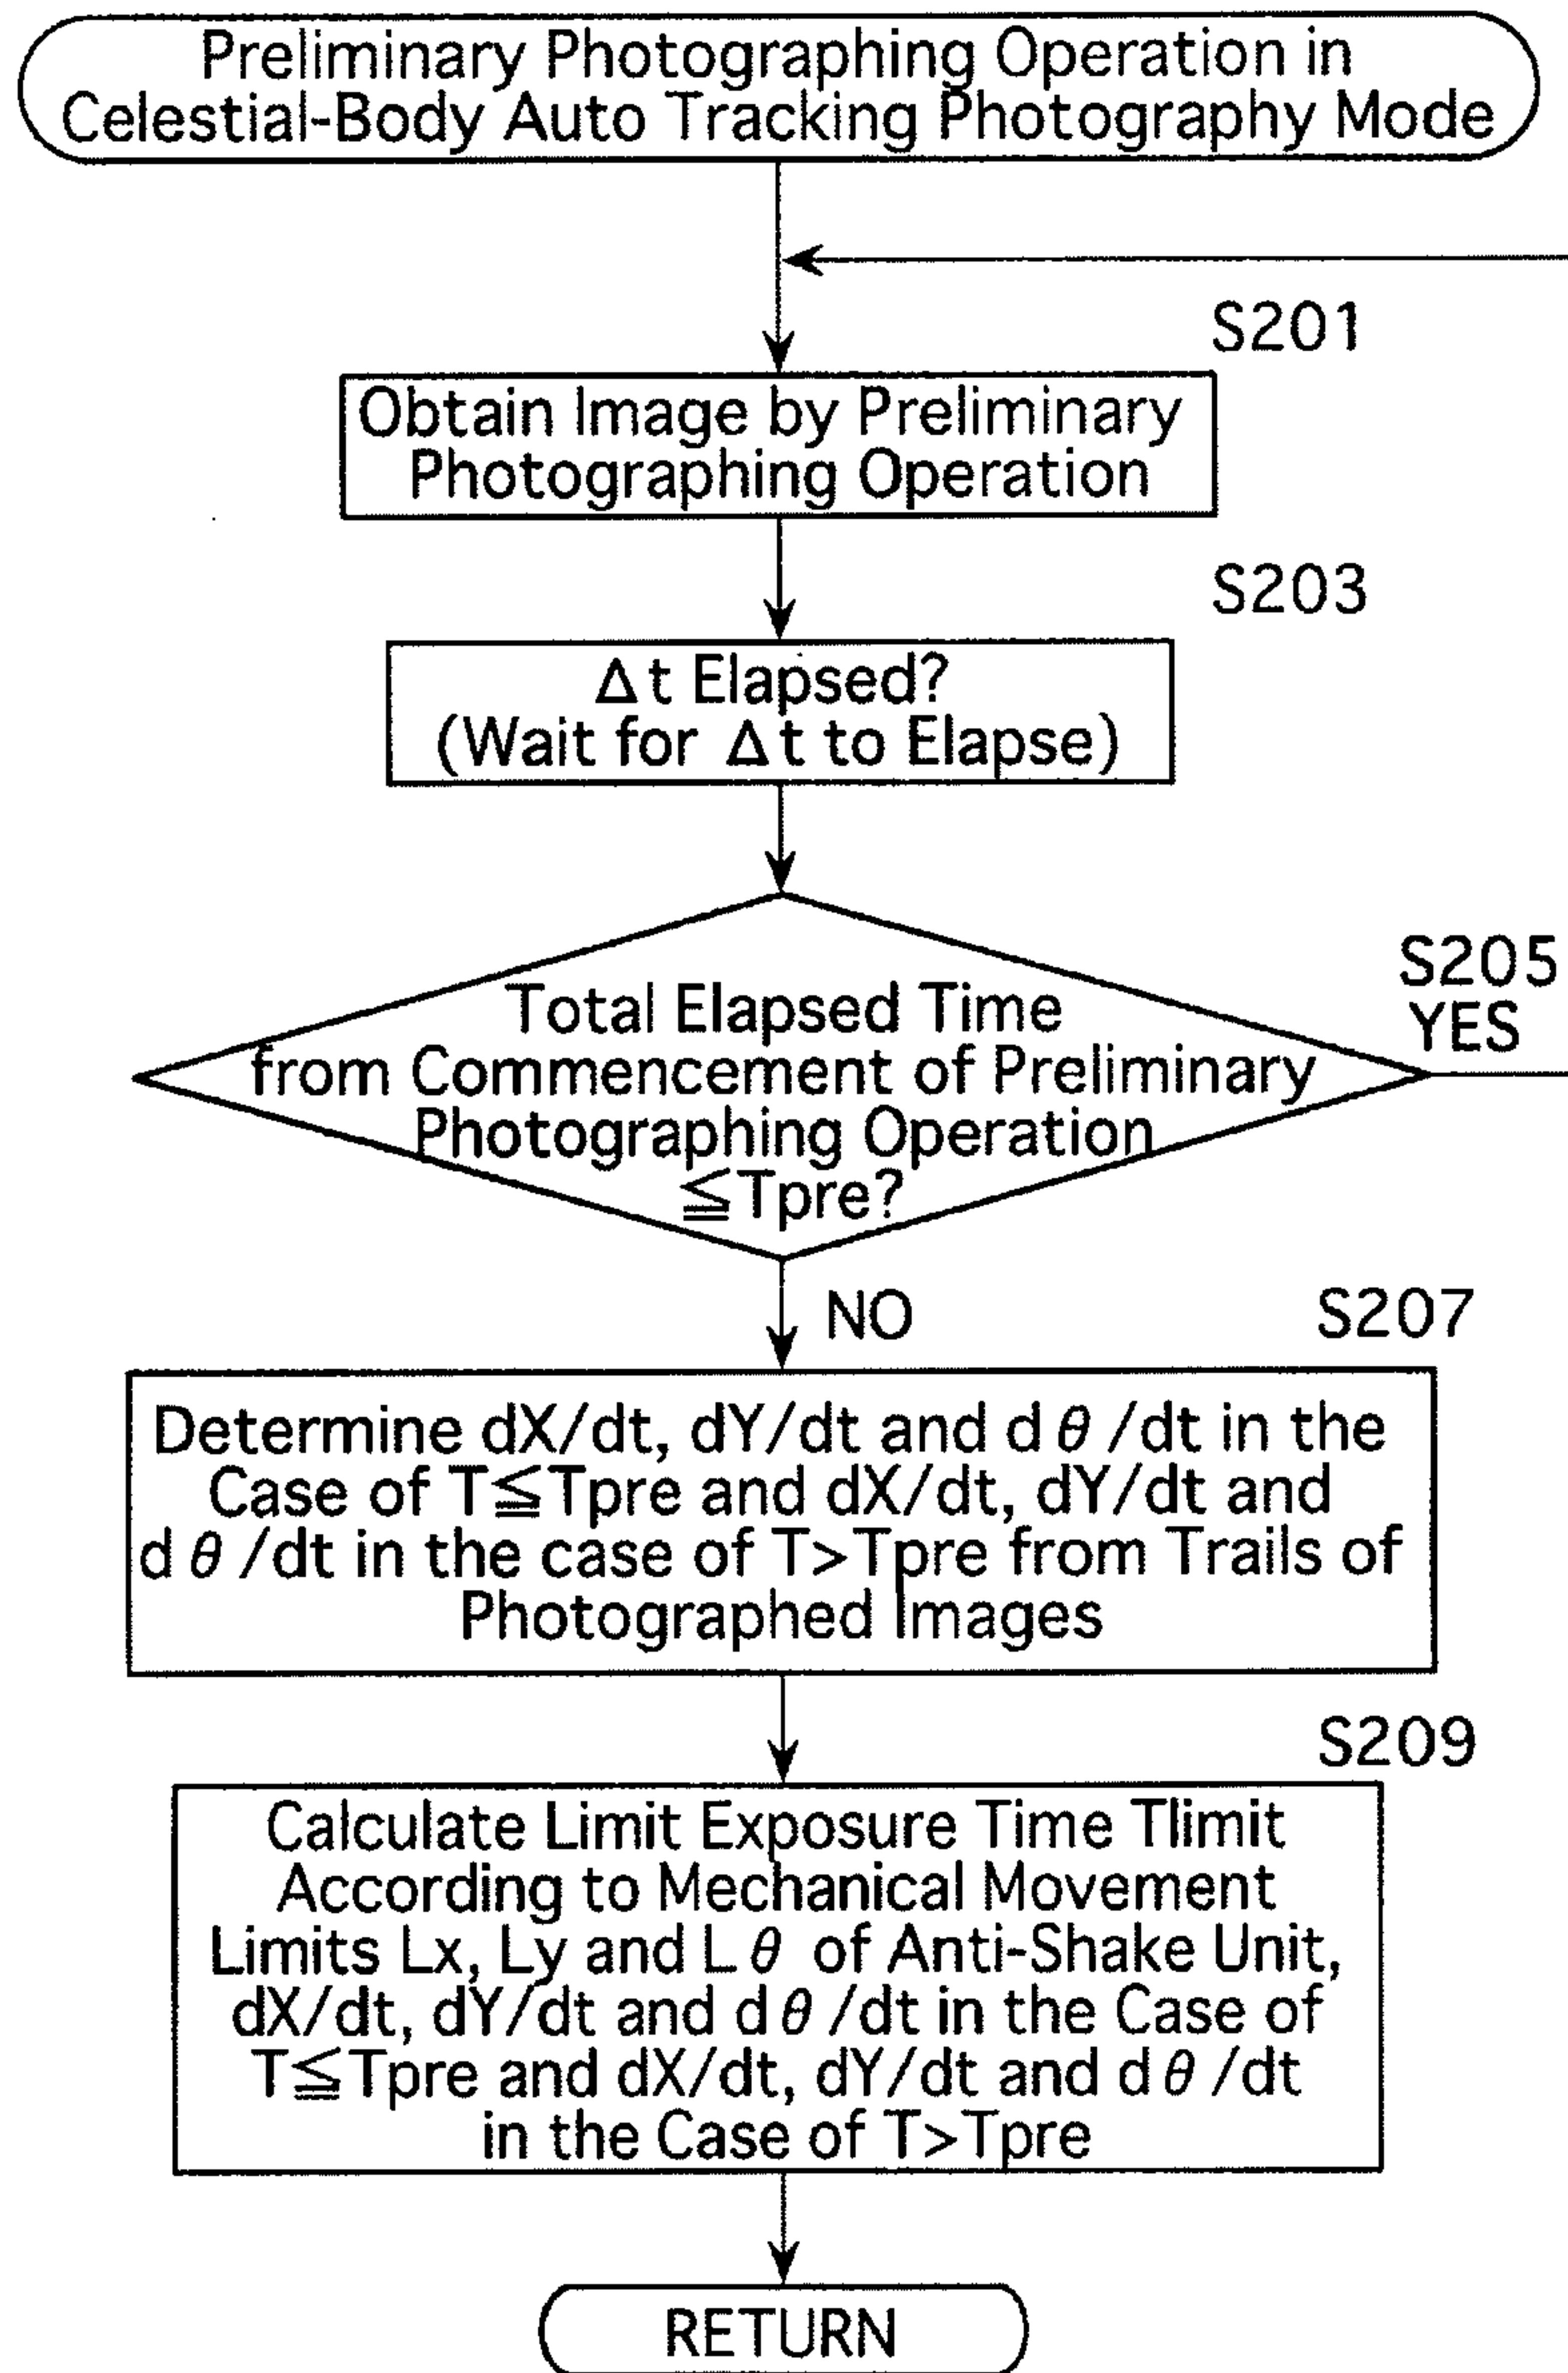 Preliminary Photographing Operation in
Celestial-Body Auto Tracking Photography Mode
S201
Obtain Image by Preliminary
Photographing Operation
S203
Δt Elapsed?
(Wait for Δt to Elapse)
S205
YES
Total Elapsed Time
from Commencement of Preliminary
Photographing Operation
≦Tpre?
NO
S207
Determine dX/dt, dY/dt and dθ/dt in the
Case of T≦Tpre and dX/dt, dY/dt and
dθ/dt in the case of T>Tpre from Trails of
Photographed Images
S209
Calculate Limit Exposure Time Tlimit
According to Mechanical Movement
Limits Lx, Ly and Lθ of Anti-Shake Unit,
dX/dt, dY/dt and dθ/dt in the Case of
T≦Tpre and dX/dt, dY/dt and dθ/dt
in the Case of T>Tpre
RETURN